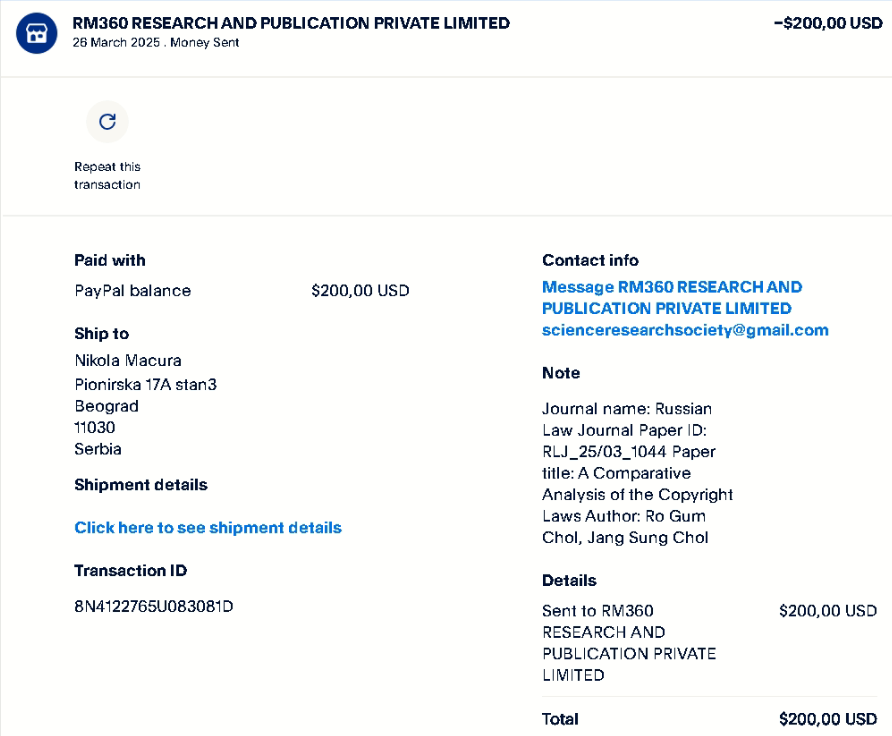 RM360 RESEARCH AND PUBLICATION PRIVATE LIMITED
−$200,00 USD
26 March 2025 . Money Sent
Repeat this
transaction
Paid with
PayPal balance
$200,00 USD
Ship to
Nikola Macura
Pionirska 17A stan3
Beograd
11030
Serbia
Shipment details
Click here to see shipment details
Transaction ID
8N4122765U083081D
Contact info
Message RM360 RESEARCH AND
PUBLICATION PRIVATE LIMITED
scienceresearchsociety@gmail.com
Note
Journal name: Russian
Law Journal Paper ID:
RLJ_25/03_1044 Paper
title: A Comparative
Analysis of the Copyright
Laws Author: Ro Gum
Chol, Jang Sung Chol
Details
Sent to RM360
RESEARCH AND
PUBLICATION PRIVATE
LIMITED
$200,00 USD
Total
$200,00 USD